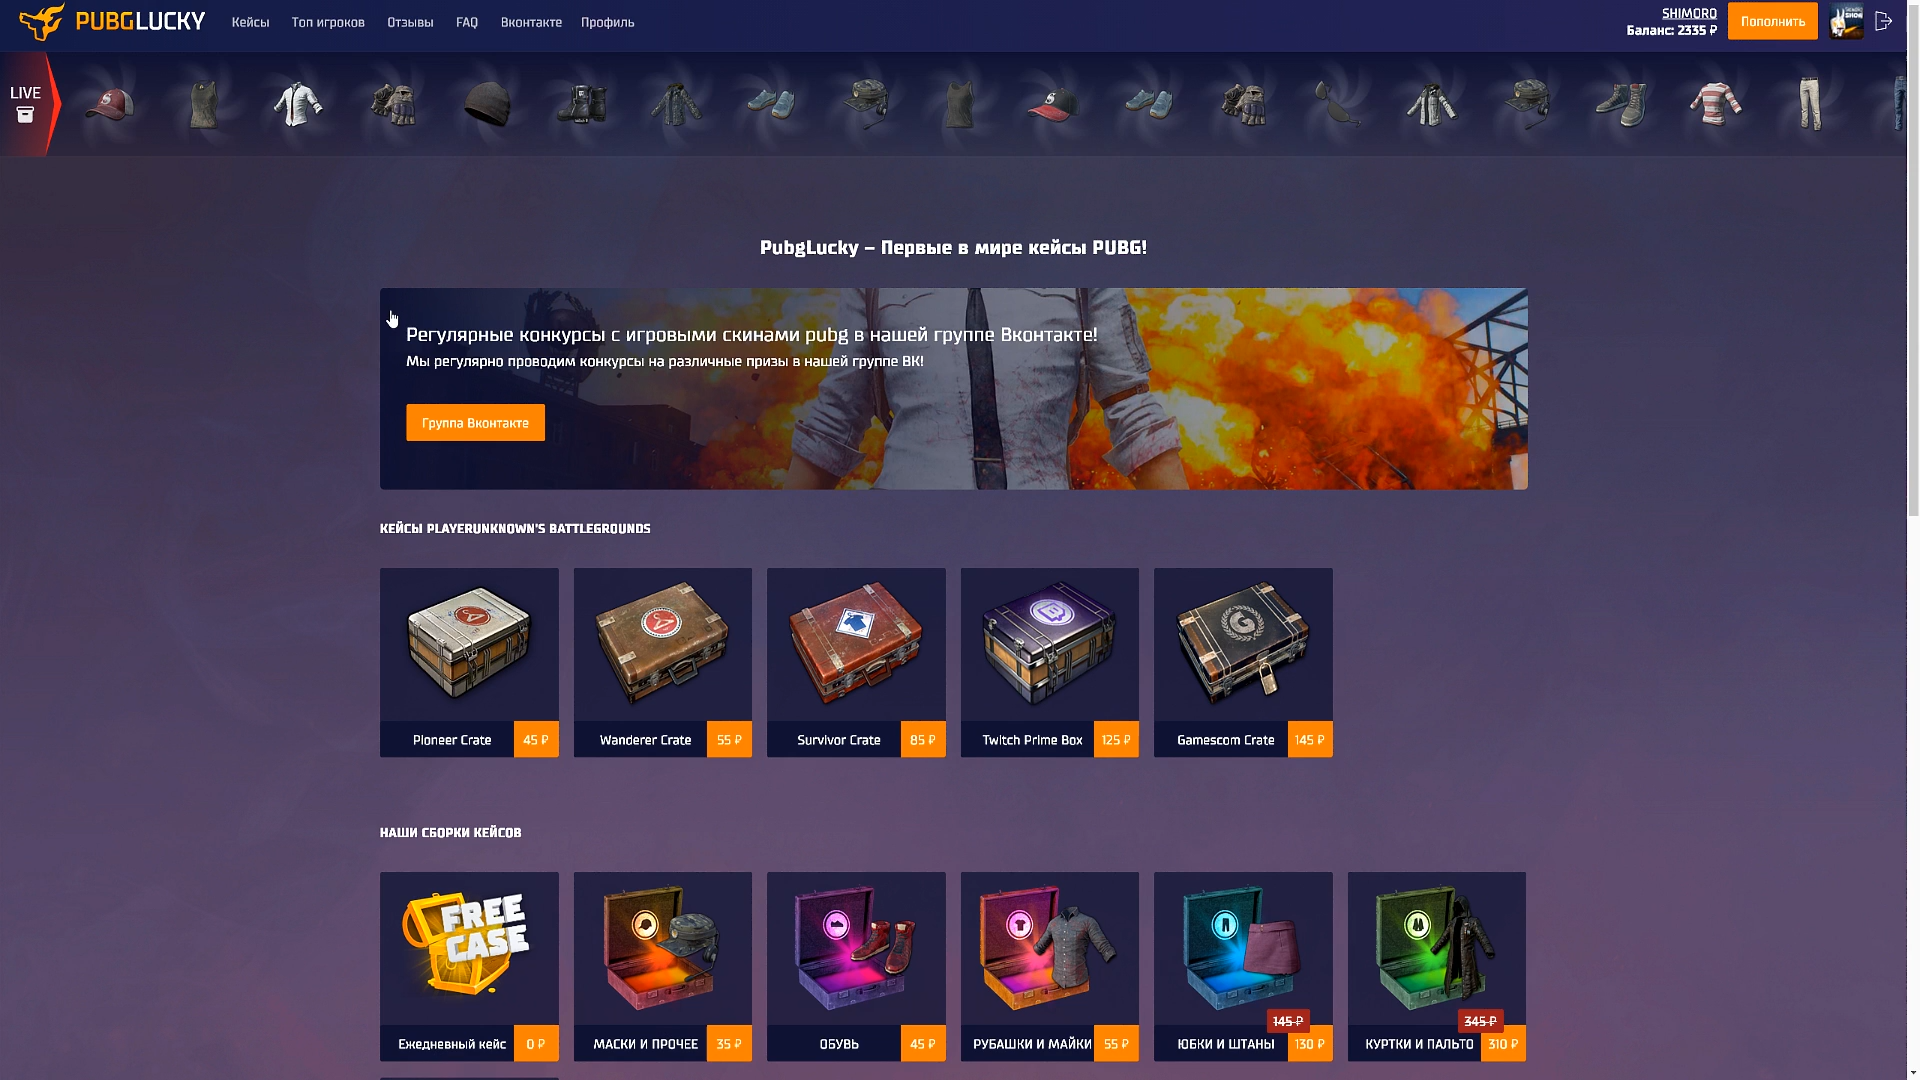 PUBGLUCKY
Кейсы Топ игроков Отзывы FAQ Вконтакте Профиль
SHIMORO
Баланс: 2335 ₽
Пополнить
LIVE
PubgLucky – Первые в мире кейсы PUBG!
Регулярные конкурсы с игровыми скинами pubg в нашей группе Вконтакте!
Мы регулярно проводим конкурсы на различные призы в нашей группе ВК!
Группа Вконтакте
КЕЙСЫ PLAYERUNKNOWN'S BATTLEGROUNDS
Pioneer Crate 45 ₽
Wanderer Crate 55 ₽
Survivor Crate 85 ₽
Twitch Prime Box 125 ₽
Gamescom Crate 145 ₽
НАШИ СБОРКИ КЕЙСОВ
FREE
CASE
Ежедневный кейс 0 ₽
МАСКИ И ПРОЧЕЕ 35 ₽
ОБУВЬ 45 ₽
РУБАШКИ И МАЙКИ 55 ₽
145 ₽
ЮБКИ И ШТАНЫ 130 ₽
345 ₽
КУРТКИ И ПАЛЬТО 310 ₽